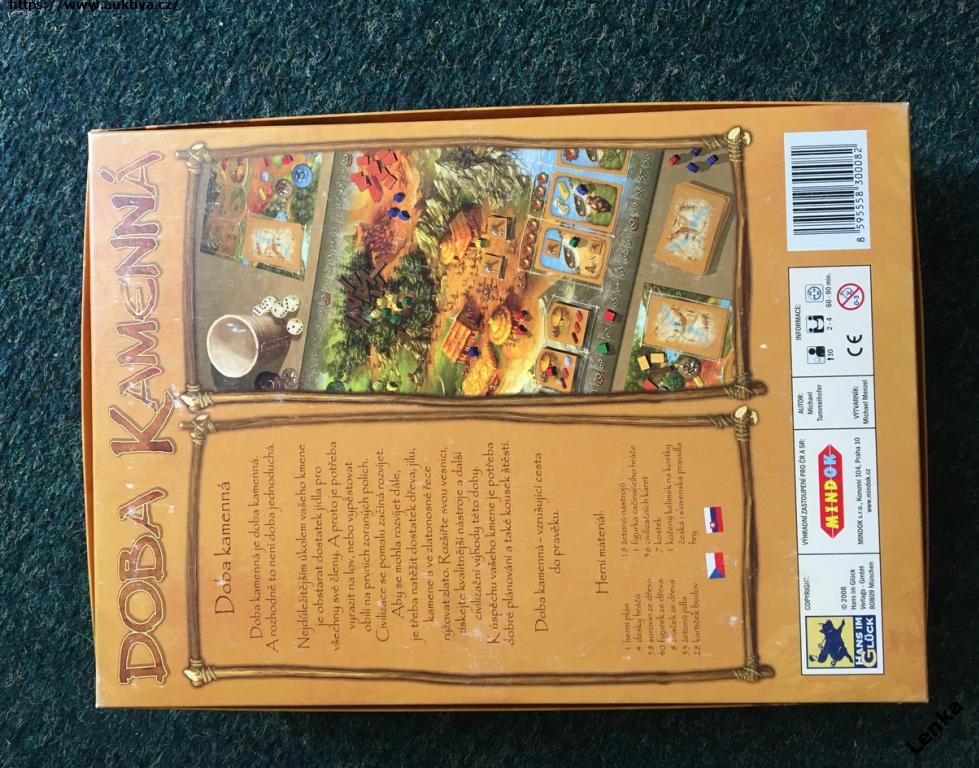 https://www.auktiva.cz/
DOBA KAMENNÁ
Doba kamenná
Doba kamenná je doba kamenná.
A rozhodně to není doba jednoduchá.
Nejdůležitějším úkolem vašeho kmene
je obstarat dostatek jídla pro
všechny své členy. A proto je potřeba
vyrazit na lov, nebo vypěstovat
obilí na prvních zoraných polích.
Civilizace se pomalu začíná rozvíjet.
Aby se mohla rozvíjet dále,
je třeba natěžit dostatek dřeva, jílu,
kamene a ve zlatonosné řece
rýžovat zlato. Rozšiřte svou vesnici,
získejte kvalitnější nástroje a další
civilizační výhody této doby.
K úspěchu vašeho kmene je potřeba
dobré plánování a také kousek štěstí.
Doba kamenná - vzrušující cesta
do pravěku.
Herní materiál:
1 herní plán
4 desky hráčů
58 surovin ze dřeva
40 figurek ze dřeva
8 značek ze dřeva
53 žetonů jídla
28 kartiček budov
18 žetonů nástrojů
1 figurka začínajícího hráče
36 civilizačních karet
7 kostek
1 kožený kelímek na kostky
česká i slovenská pravidla
hry
COPYRIGHT:
© 2008
Hans im Glück
Verlags - GmbH
80809 München
HANS IM
GLÜCK
VÝHRADNÍ ZASTOUPENÍ PRO ČR A SR:
MINDOK
MINDOK s.r.o., Korunní 104, Praha 10
www.mindok.cz
AUTOR:
Michael
Tummelhofer
VÝTVARNÍK:
Michael Menzel
INFORMACE:
10
2 - 4
60 - 90 min.
CE
0-3
8 595558 300082
Lenka